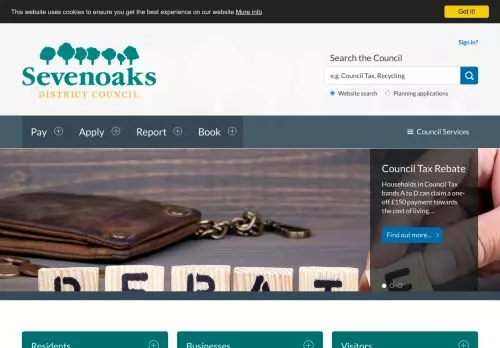 This website uses cookies to ensure you get the best experience on our website More info
Got it!
Sign in?
Sevenoaks
DISTRICT COUNCIL
Search the Council
e.g. Council Tax, Recycling
Website search
Planning applications
Pay
Apply
Report
Book
Council Services
REBATE
Council Tax Rebate
Households in Council Tax
bands A to D can claim a one-
off £150 payment towards
the cost of living....
Find out more...
Residents
Businesses
Visitors